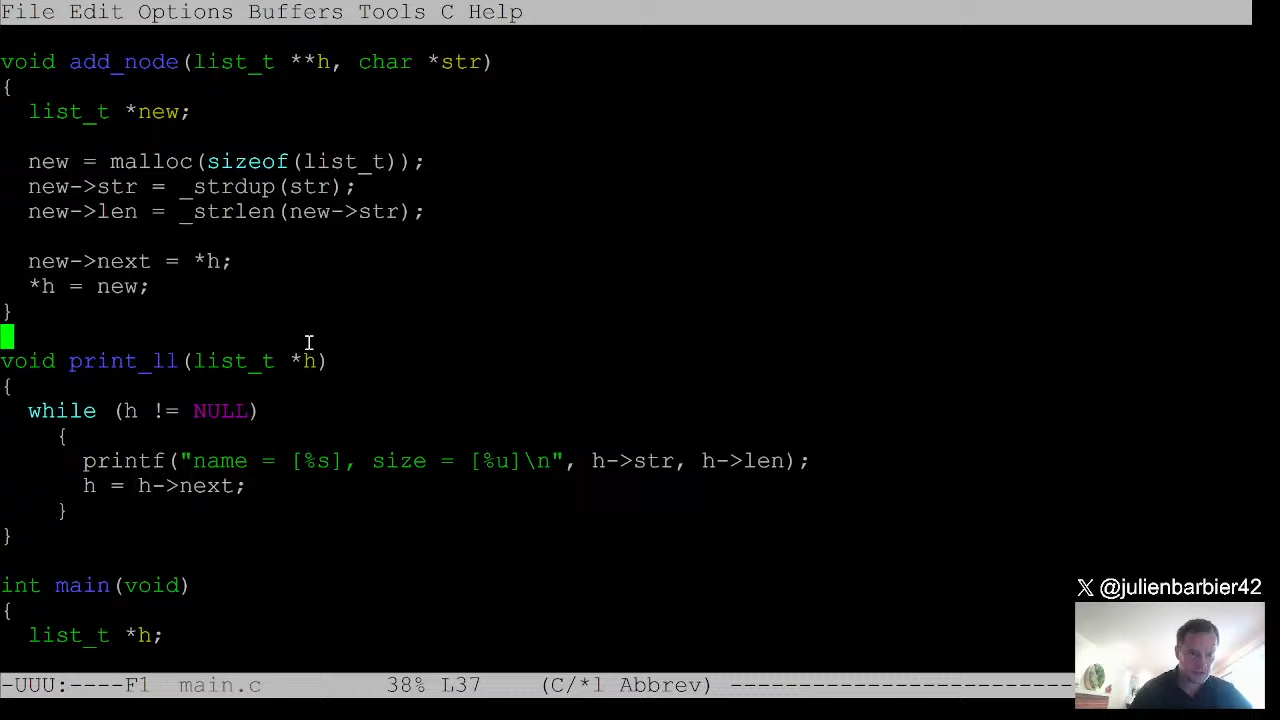 File Edit Options Buffers Tools C Help
void add_node(list_t **h, char *str)
{
  list_t *new;
  new = malloc(sizeof(list_t));
  new->str = _strdup(str);
  new->len = _strlen(new->str);
  new->next = *h;
  *h = new;
}
void print_ll(list_t *h)
{
  while (h != NULL)
    {
      printf("name = [%s], size = [%u]\n", h->str, h->len);
      h = h->next;
    }
}
int main(void)
{
  list_t *h;
𝕏 @julienbarbier42
-UUU:----F1  main.c         38% L37    (C/*l Abbrev) -------------------------